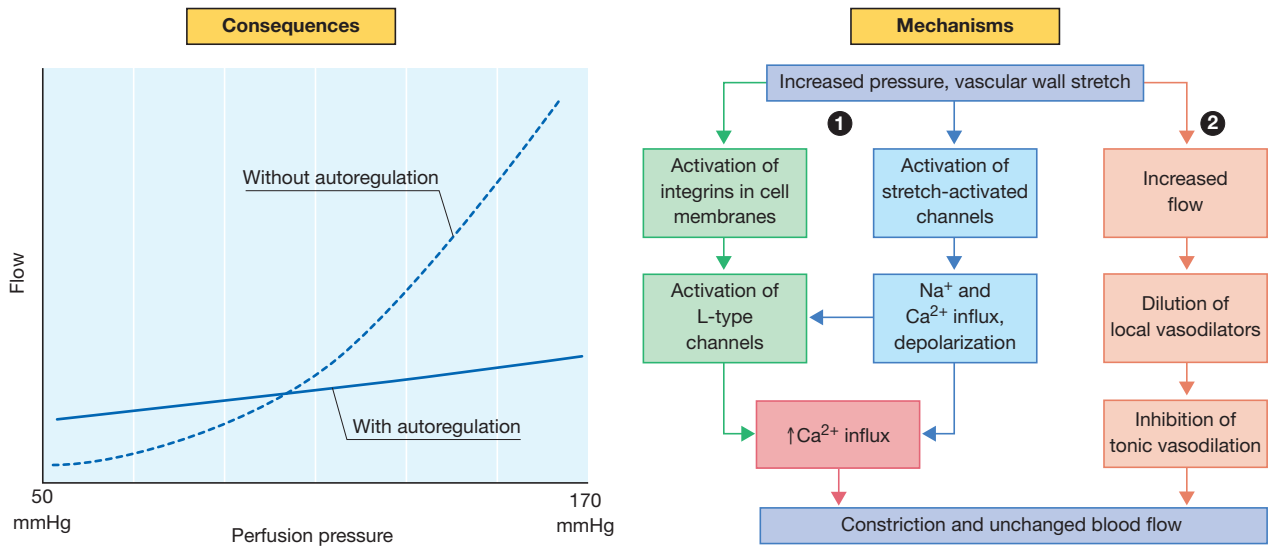 Consequences
Flow
Without autoregulation
With autoregulation
50
mmHg
170
mmHg
Perfusion pressure
Mechanisms
Increased pressure, vascular wall stretch
1
2
Activation of
integrins in cell
membranes
Activation of
stretch-activated
channels
Increased
flow
Activation of
L-type
channels
Na⁺ and
Ca²⁺ influx,
depolarization
Dilution of
local vasodilators
↑Ca²⁺ influx
Inhibition of
tonic vasodilation
Constriction and unchanged blood flow